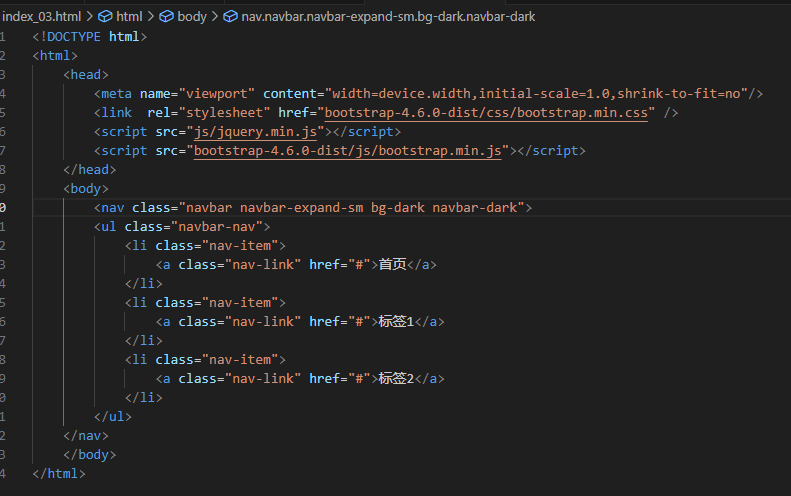 index_03.html > html > body > nav.navbar.navbar-expand-sm.bg-dark.navbar-dark
1 <!DOCTYPE html>
2 <html>
3 <head>
4 <meta name="viewport" content="width=device.width,initial-scale=1.0,shrink-to-fit=no"/>
5 <link  rel="stylesheet" href="bootstrap-4.6.0-dist/css/bootstrap.min.css" />
6 <script src="js/jquery.min.js"></script>
7 <script src="bootstrap-4.6.0-dist/js/bootstrap.min.js"></script>
8 </head>
9 <body>
0 <nav class="navbar navbar-expand-sm bg-dark navbar-dark">
1 <ul class="navbar-nav">
2 <li class="nav-item">
3 <a class="nav-link" href="#">首页</a>
4 </li>
5 <li class="nav-item">
6 <a class="nav-link" href="#">标签1</a>
7 </li>
8 <li class="nav-item">
9 <a class="nav-link" href="#">标签2</a>
0 </li>
1 </ul>
2 </nav>
3 </body>
4 </html>